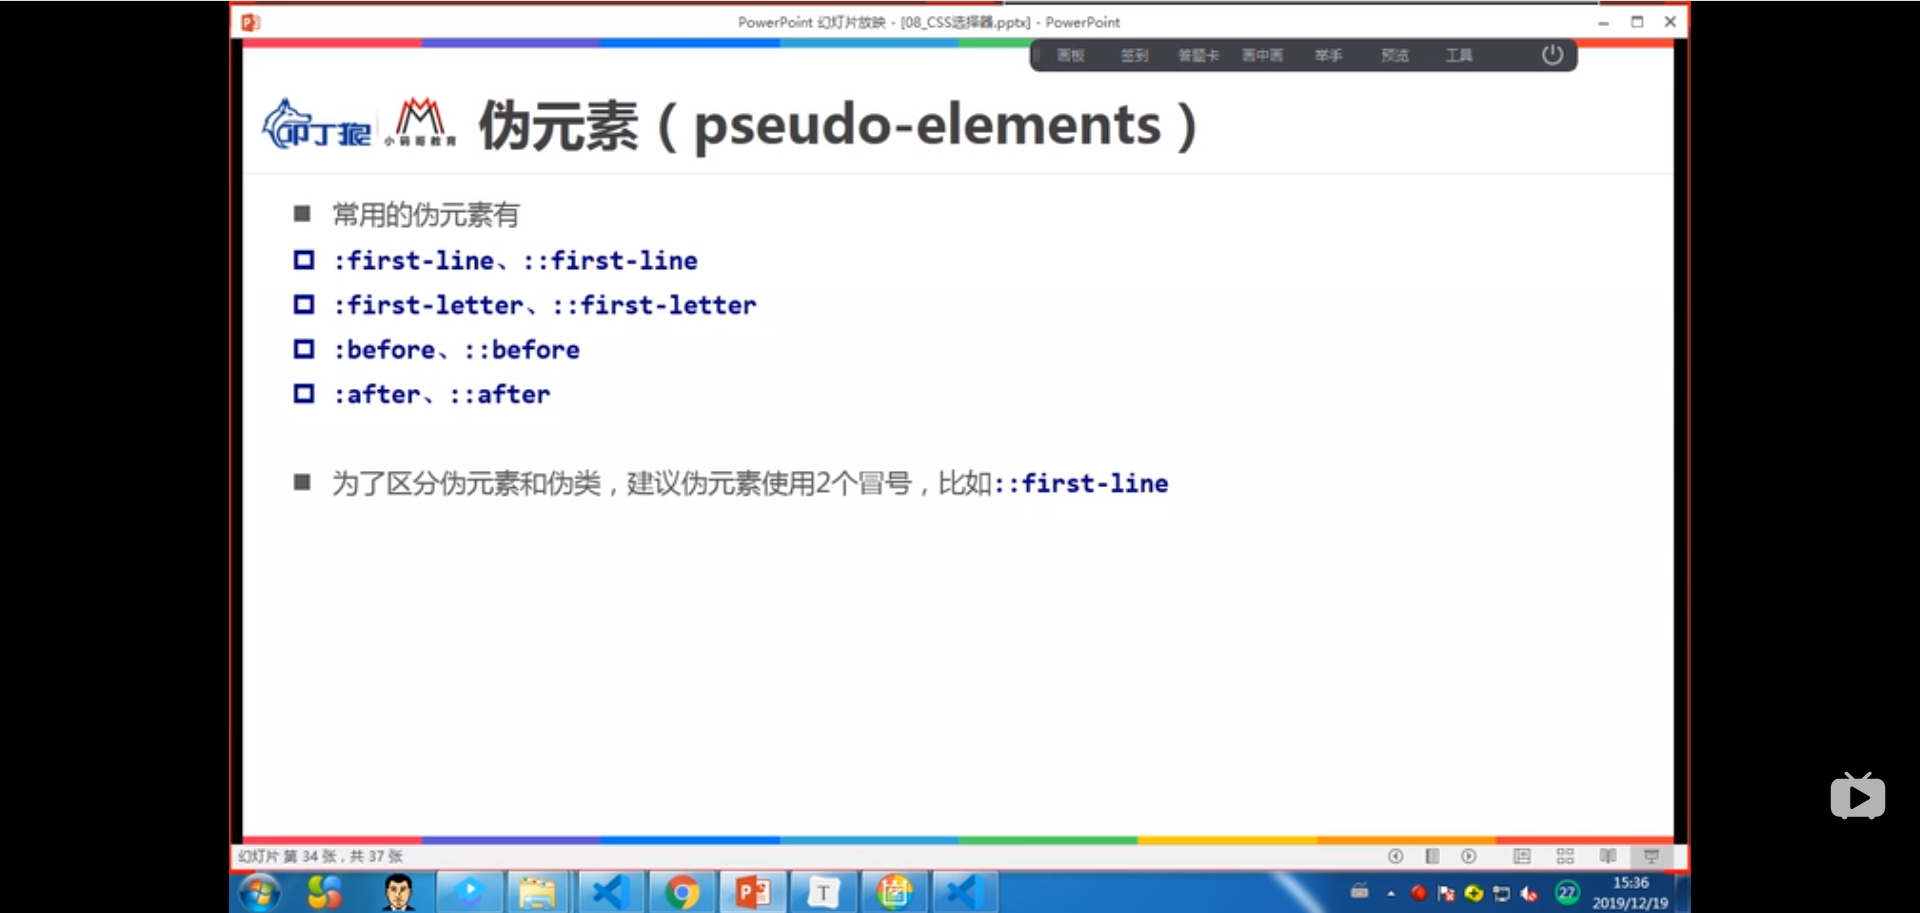 PowerPoint 幻灯片放映 - [08_CSS选择器.pptx] - PowerPoint
画板 签到 答题卡 画中画 举手 预览 工具
叩丁狼 小码哥教育 伪元素（pseudo-elements）
常用的伪元素有
:first-line、::first-line
:first-letter、::first-letter
:before、::before
:after、::after
为了区分伪元素和伪类，建议伪元素使用2个冒号，比如::first-line
幻灯片 第 34 张，共 37 张
T
27
15:36
2019/12/19